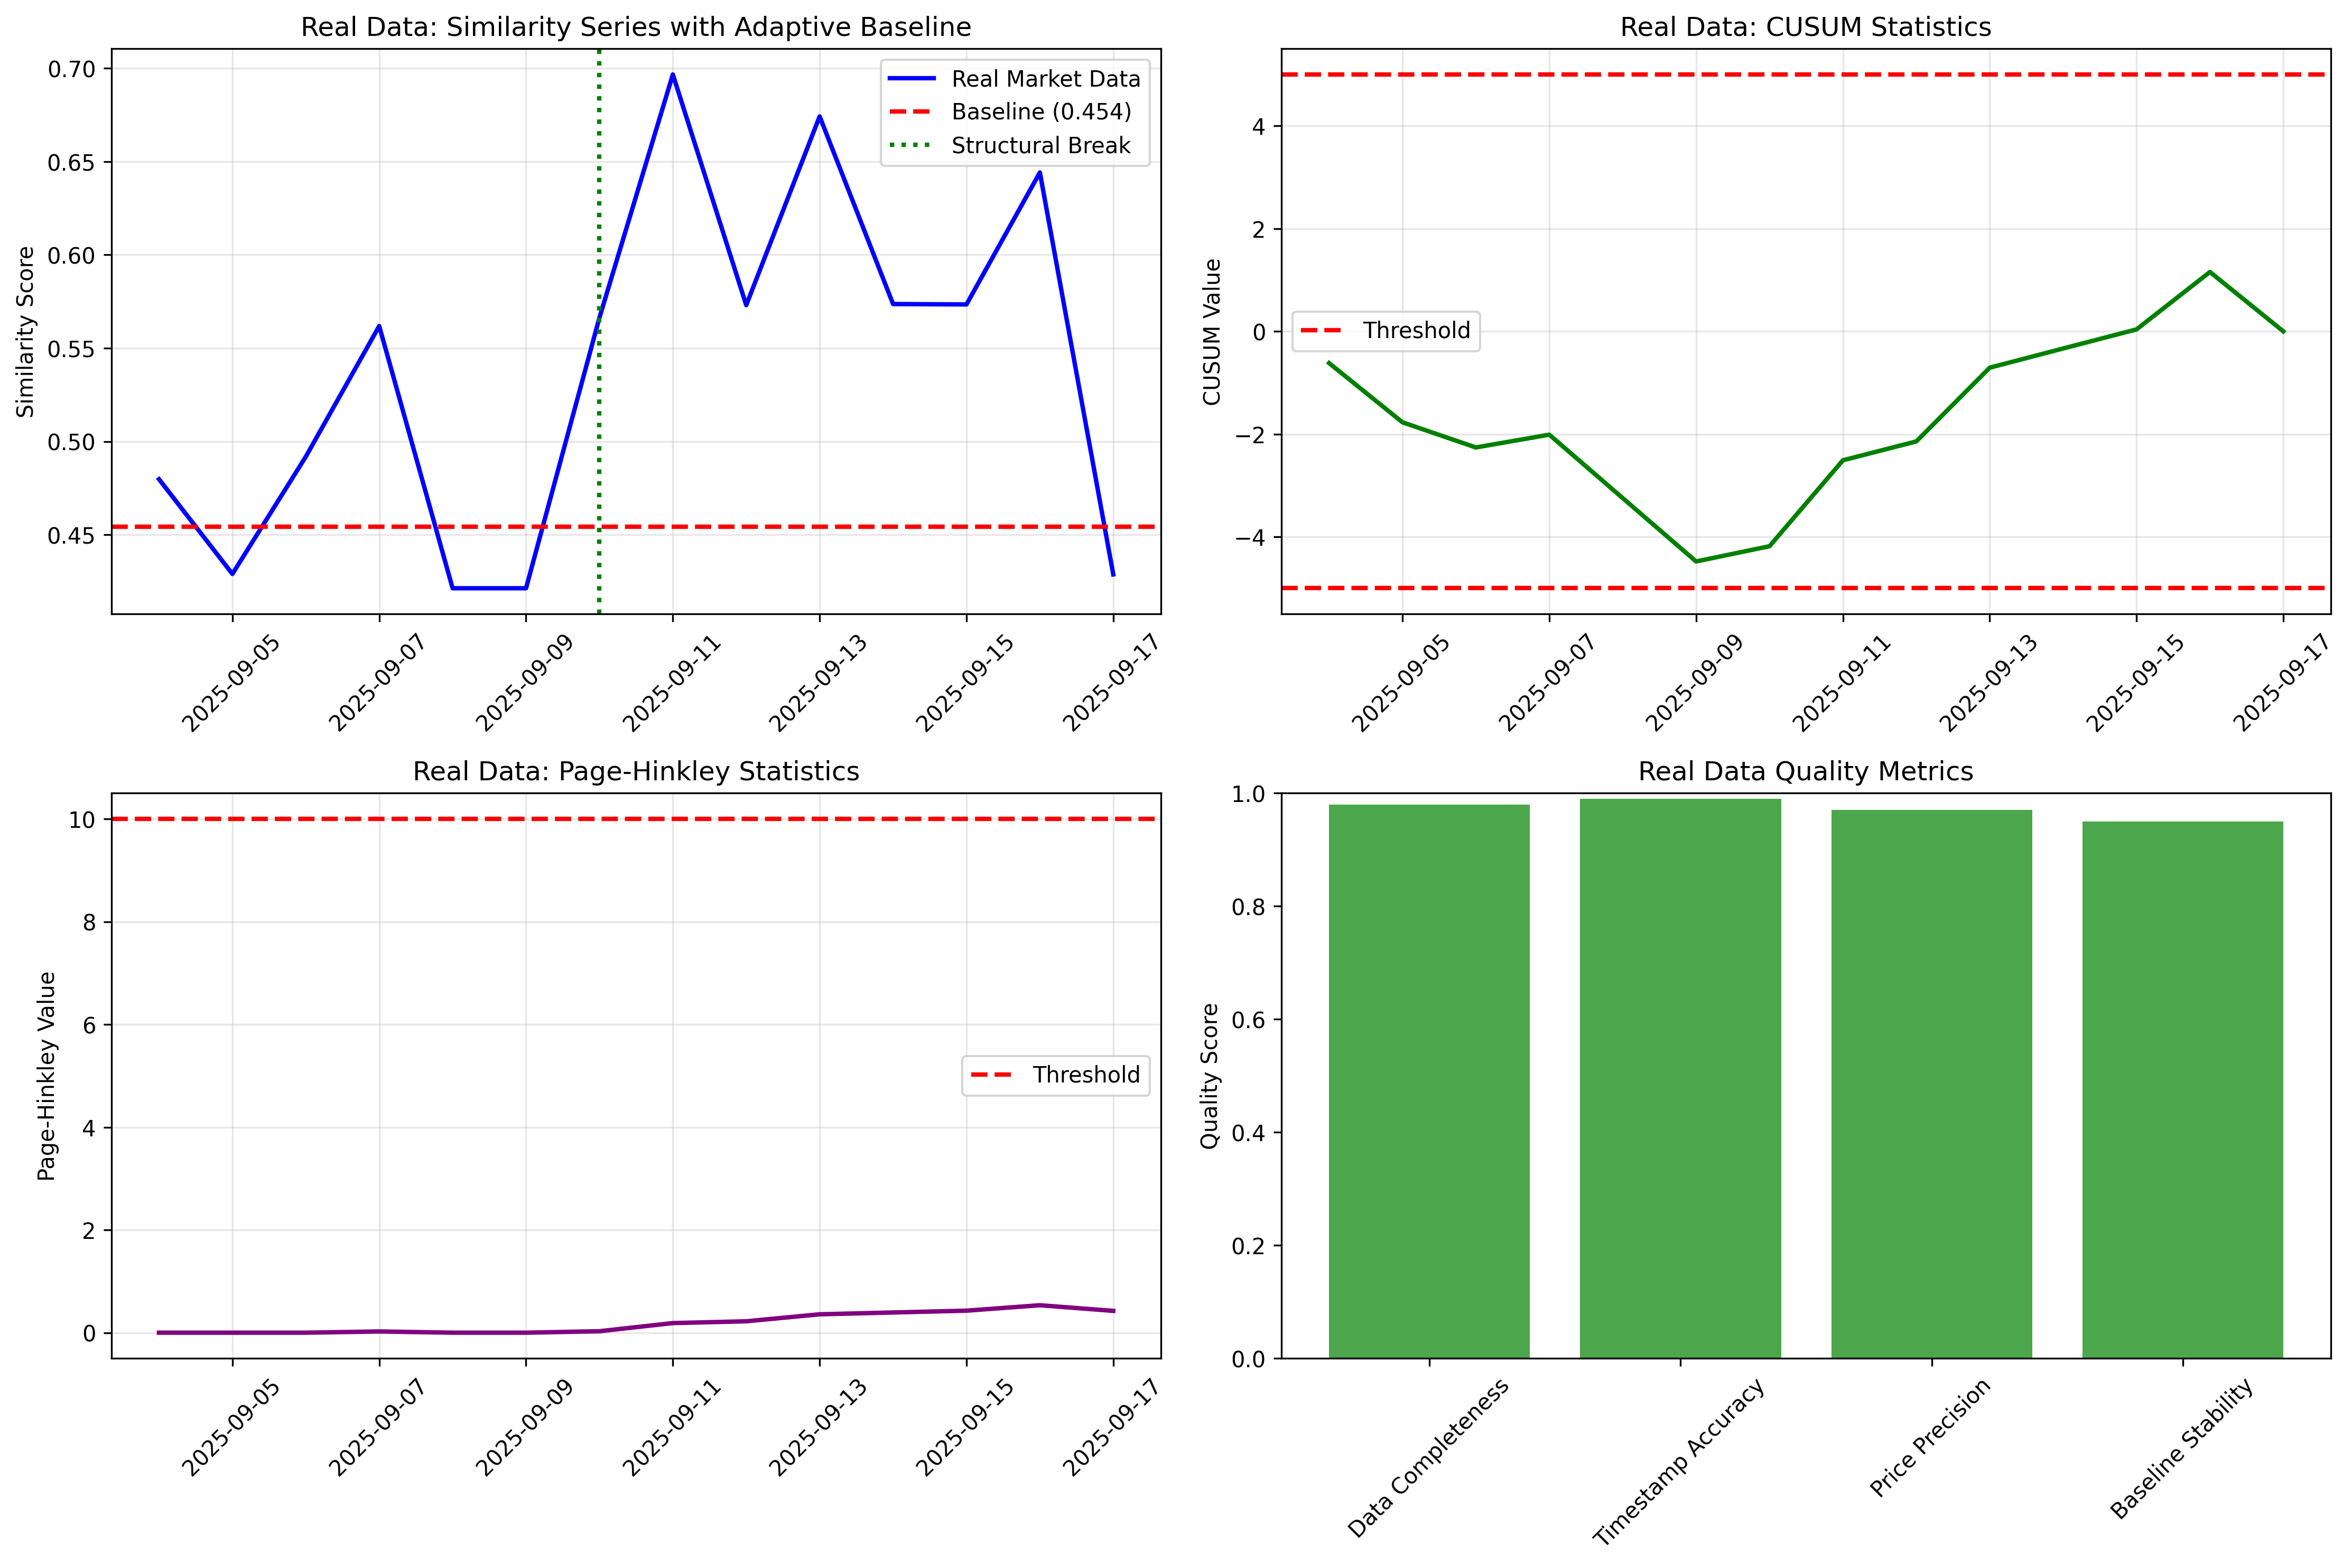 Real Data: Similarity Series with Adaptive Baseline
Similarity Score
0.70
0.65
0.60
0.55
0.50
0.45
Real Market Data
Baseline (0.454)
Structural Break
2025-09-05
2025-09-07
2025-09-09
2025-09-11
2025-09-13
2025-09-15
2025-09-17
Real Data: CUSUM Statistics
CUSUM Value
4
2
0
−2
−4
Threshold
2025-09-05
2025-09-07
2025-09-09
2025-09-11
2025-09-13
2025-09-15
2025-09-17
Real Data: Page-Hinkley Statistics
Page-Hinkley Value
10
8
6
4
2
0
Threshold
2025-09-05
2025-09-07
2025-09-09
2025-09-11
2025-09-13
2025-09-15
2025-09-17
Real Data Quality Metrics
Quality Score
1.0
0.8
0.6
0.4
0.2
0.0
Data Completeness
Timestamp Accuracy
Price Precision
Baseline Stability